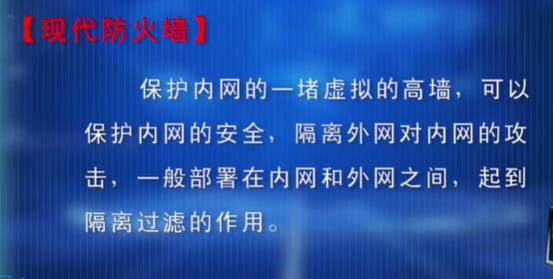 【现代防火墙】
保护内网的一堵虚拟的高墙，可以
保护内网的安全，隔离外网对内网的攻
击，一般部署在内网和外网之间，起到
隔离过滤的作用。